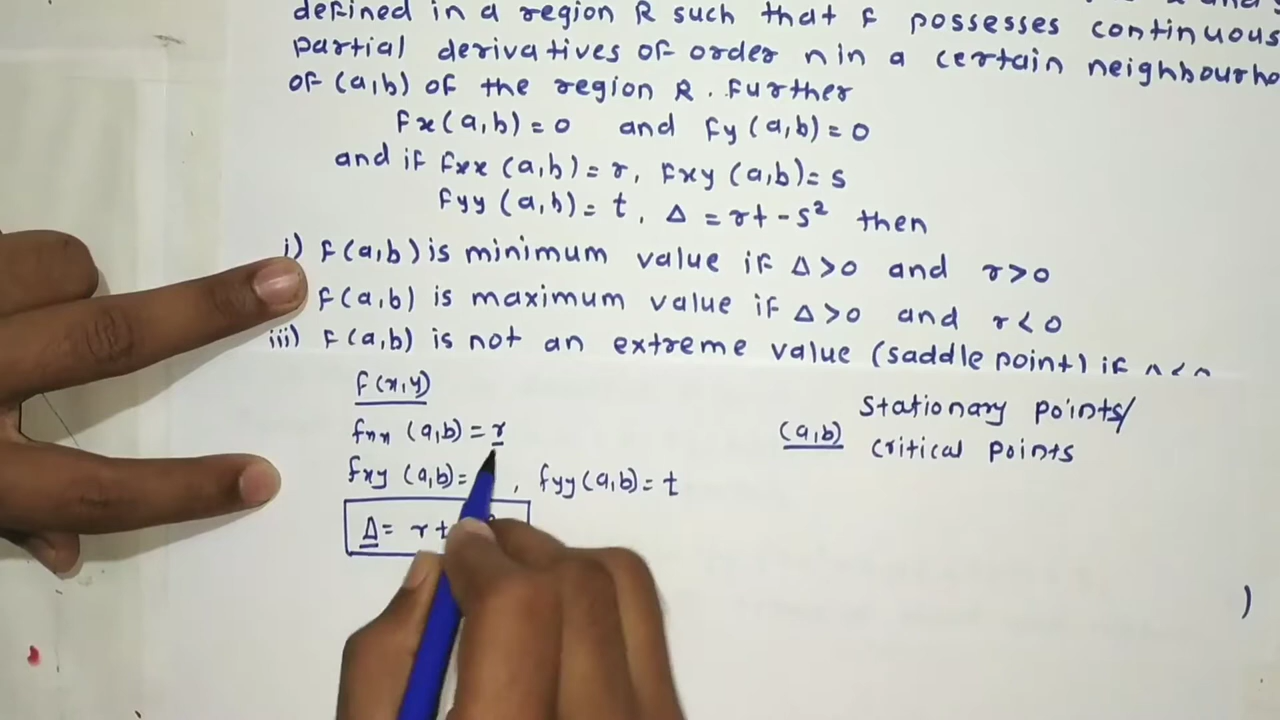 defined in a region R such that f possesses continuous
partial derivatives of order n in a certain neighbourho
of (a,b) of the region R. Further
fx(a,b)=0 and fy(a,b)=0
and if fxx (a,b)=r, fxy (a,b)=s
fyy (a,b)=t, Δ=rt-s² then
i) f(a,b) is minimum value if Δ>0 and r>0
f(a,b) is maximum value if Δ>0 and r<0
iii) f(a,b) is not an extreme value (saddle point) if
f(x,y)
fxx (a,b)=r
fxy (a,b)= , fyy(a,b)=t
Δ= rt
(a,b) Stationary points/
critical points
)